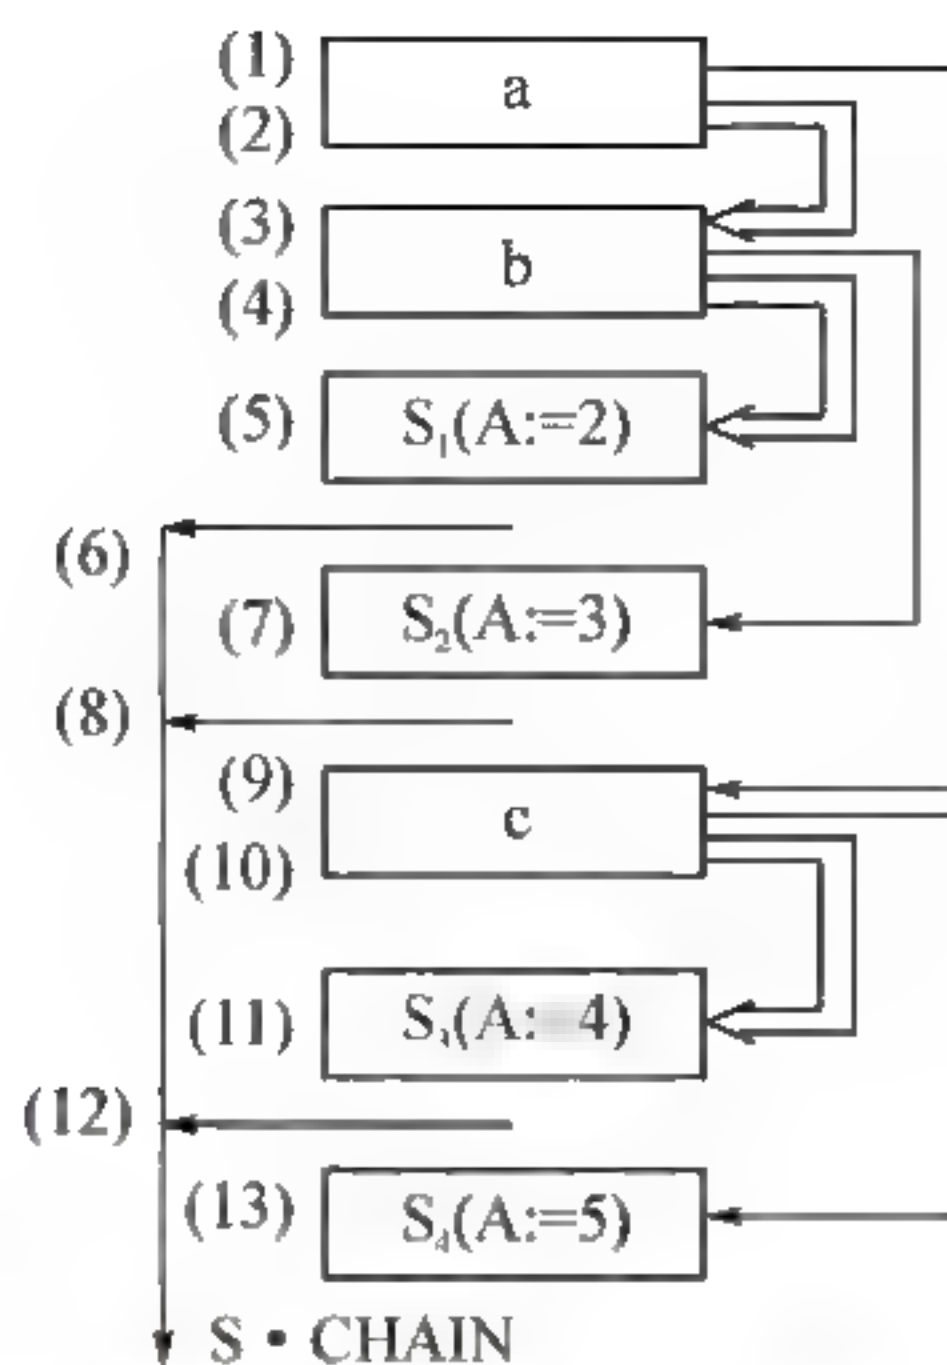 (1)
a
(2)
(3)
b
(4)
(5) S₁(A:=2)
(6)
(7) S₂(A:=3)
(8)
(9)
c
(10)
(11) S₃(A: 4)
(12)
(13) S₄(A:=5)
S • CHAIN